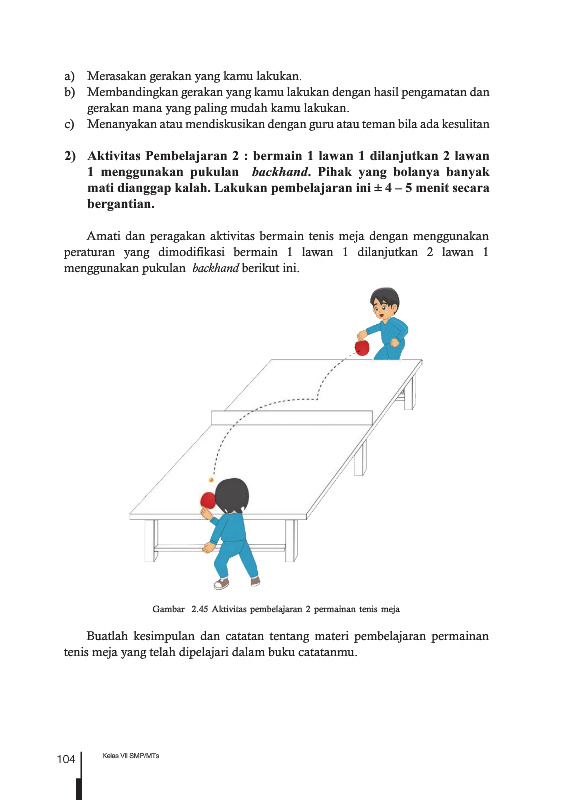 a) Merasakan gerakan yang kamu lakukan.
b) Membandingkan gerakan yang kamu lakukan dengan hasil pengamatan dan
gerakan mana yang paling mudah kamu lakukan.
c) Menanyakan atau mendiskusikan dengan guru atau teman bila ada kesulitan
2) Aktivitas Pembelajaran 2 : bermain 1 lawan 1 dilanjutkan 2 lawan
1 menggunakan pukulan backhand. Pihak yang bolanya banyak
mati dianggap kalah. Lakukan pembelajaran ini ± 4 – 5 menit secara
bergantian.
Amati dan peragakan aktivitas bermain tenis meja dengan menggunakan
peraturan yang dimodifikasi bermain 1 lawan 1 dilanjutkan 2 lawan 1
menggunakan pukulan backhand berikut ini.
Gambar 2.45 Aktivitas pembelajaran 2 permainan tenis meja
Buatlah kesimpulan dan catatan tentang materi pembelajaran permainan
tenis meja yang telah dipelajari dalam buku catatanmu.
104 Kelas VII SMP/MTs